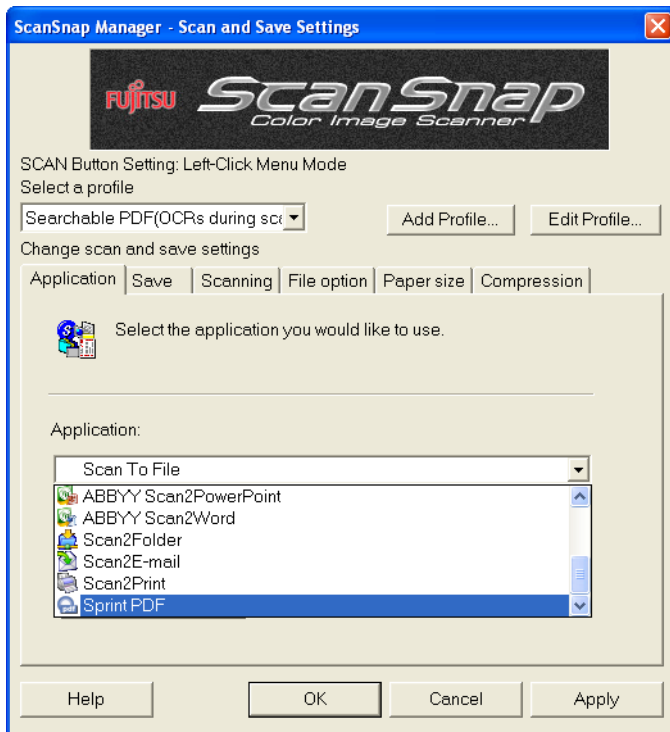 ScanSnap Manager - Scan and Save Settings
FUJITSU ScanSnap
Color Image Scanner
SCAN Button Setting: Left-Click Menu Mode
Select a profile
Searchable PDF(OCRs during sca
Add Profile... Edit Profile...
Change scan and save settings
Application Save Scanning File option Paper size Compression
Select the application you would like to use.
Application:
Scan To File
ABBYY Scan2PowerPoint
ABBYY Scan2Word
Scan2Folder
Scan2E-mail
Scan2Print
Sprint PDF
Help OK Cancel Apply